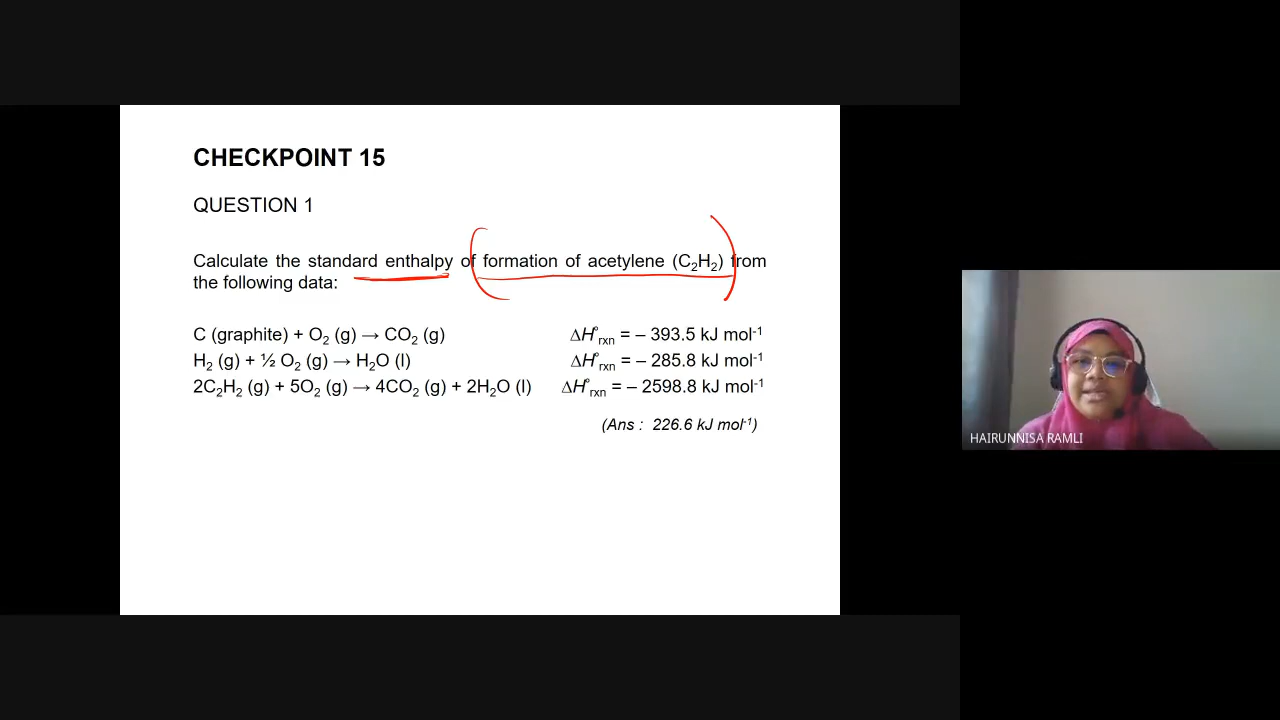 CHECKPOINT 15
QUESTION 1
Calculate the standard enthalpy of formation of acetylene (C₂H₂) from
the following data:
C (graphite) + O₂ (g) → CO₂ (g) ΔH°rxn = – 393.5 kJ mol⁻¹
H₂ (g) + ½ O₂ (g) → H₂O (l) ΔH°rxn = – 285.8 kJ mol⁻¹
2C₂H₂ (g) + 5O₂ (g) → 4CO₂ (g) + 2H₂O (l) ΔH°rxn = – 2598.8 kJ mol⁻¹
(Ans : 226.6 kJ mol⁻¹)
HAIRUNNISA RAMLI